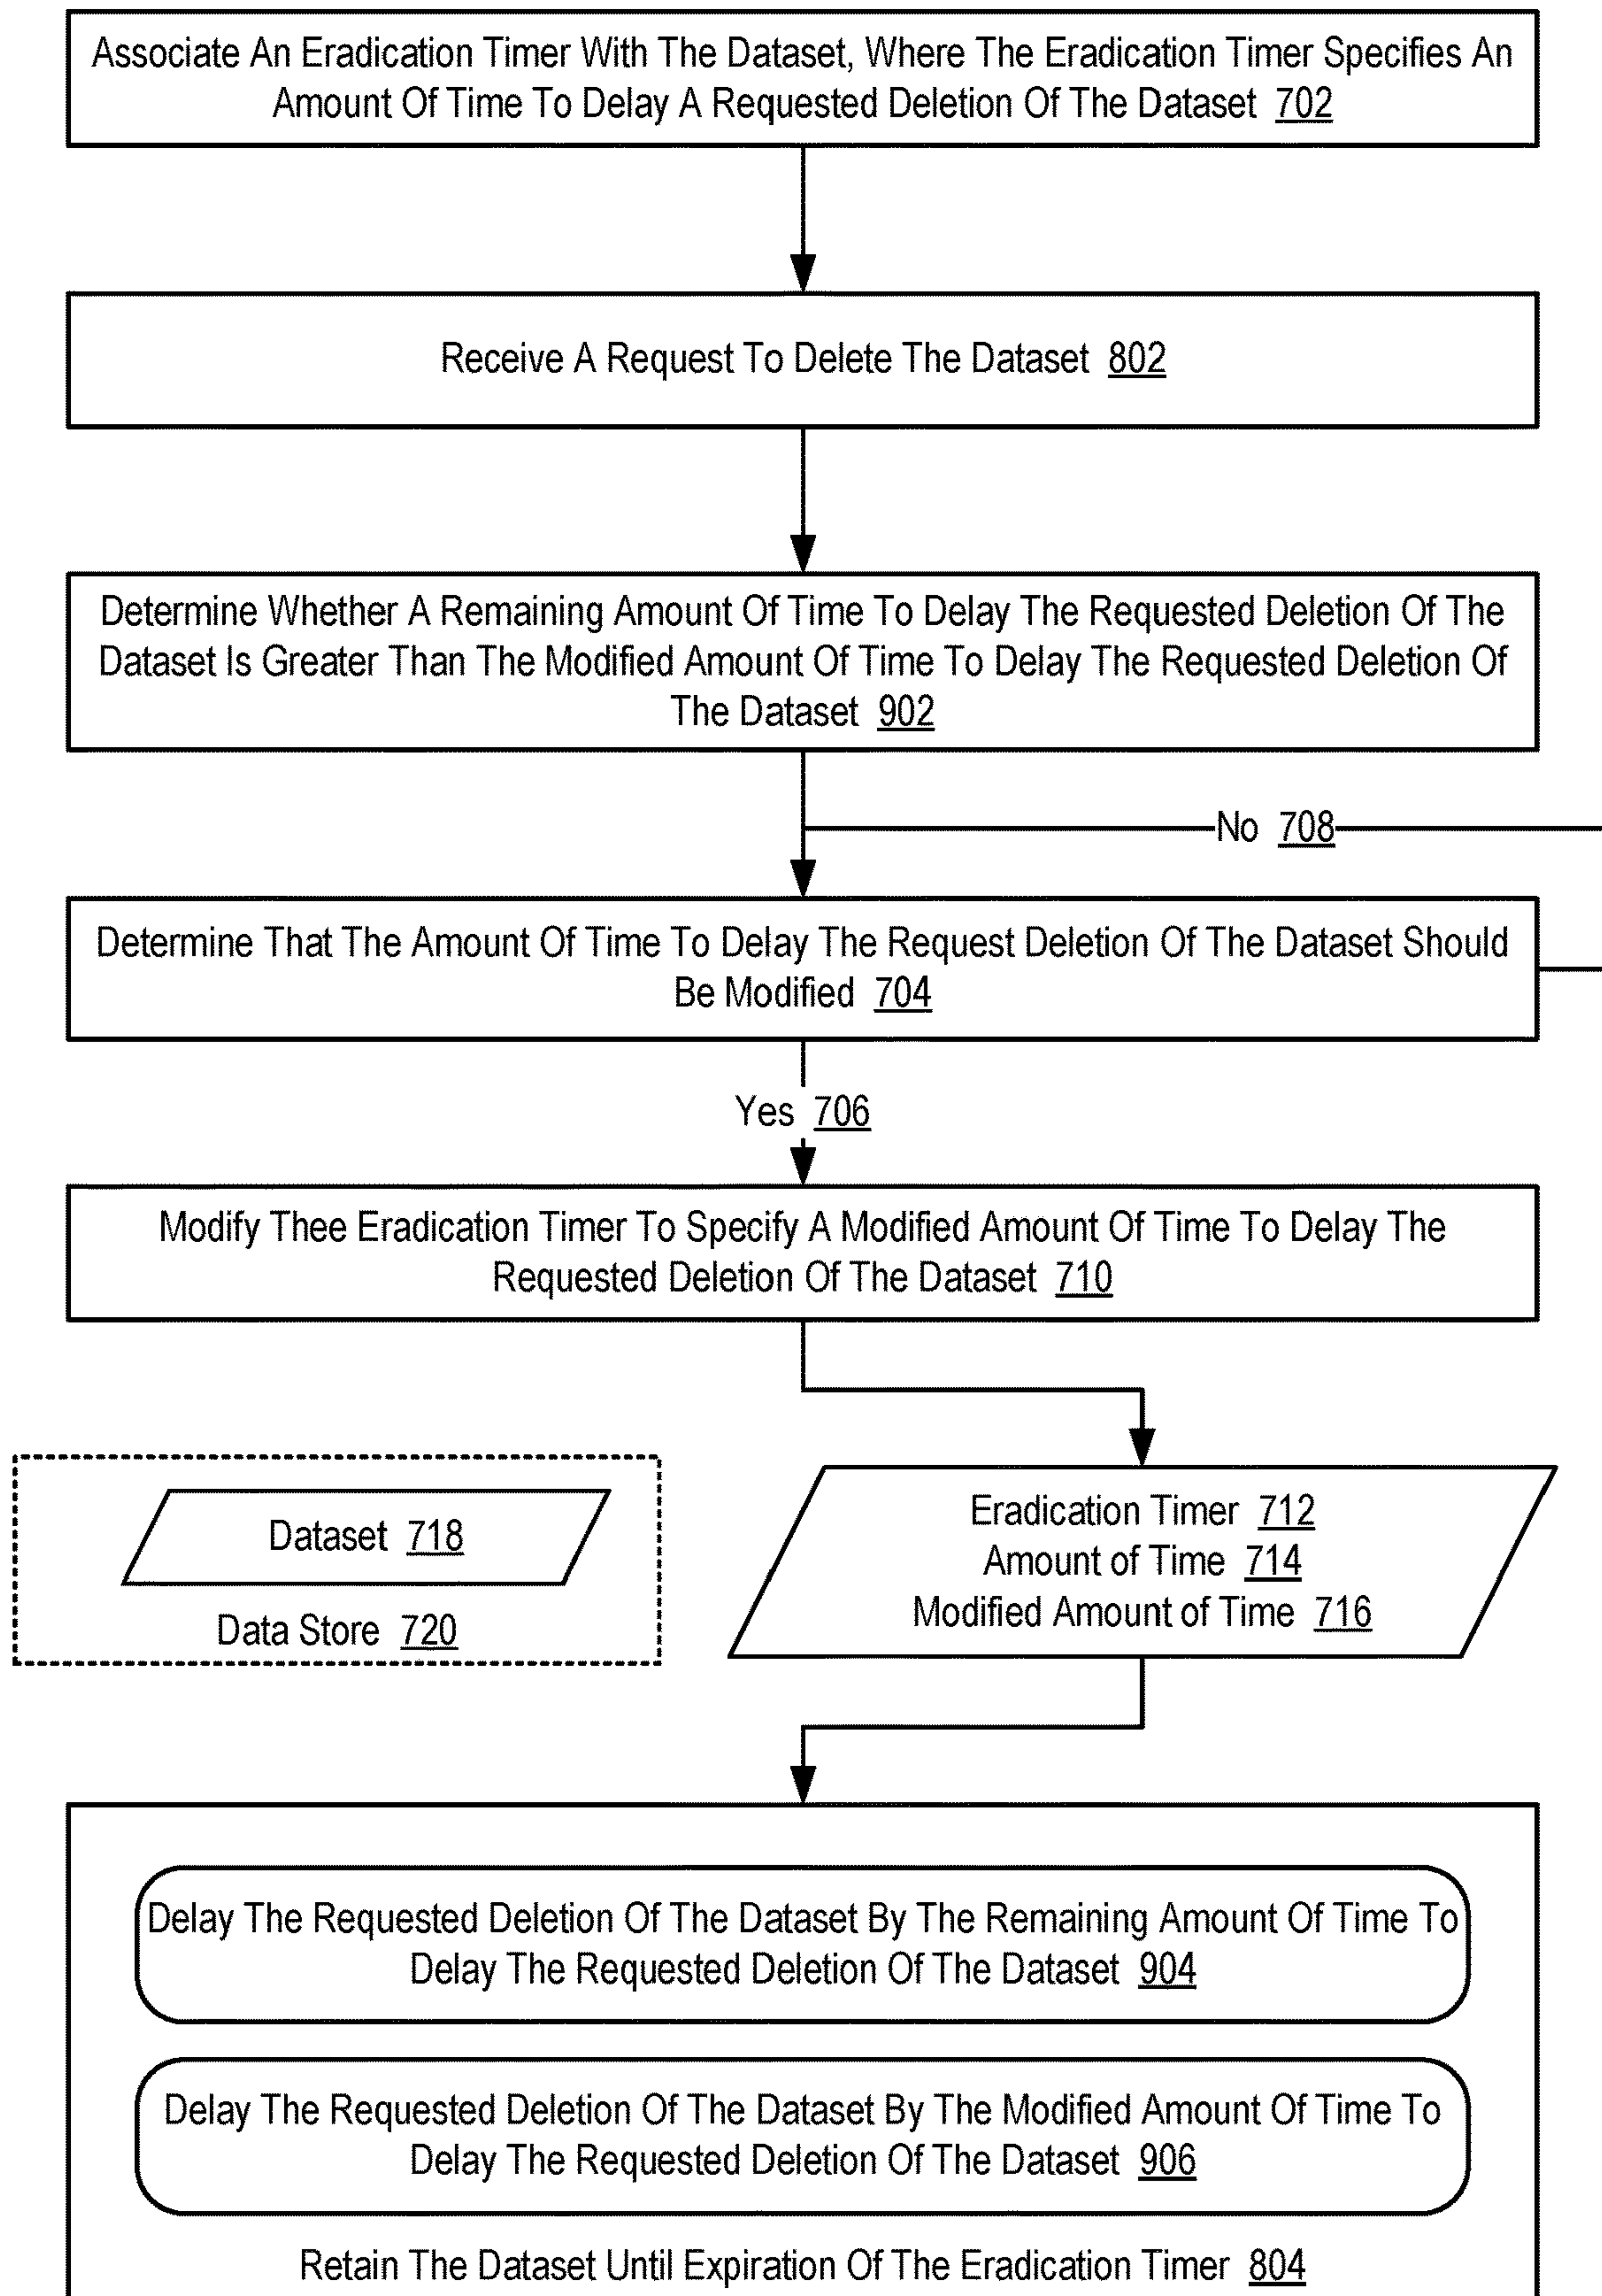 Associate An Eradication Timer With The Dataset, Where The Eradication Timer Specifies An
Amount Of Time To Delay A Requested Deletion Of The Dataset 702
Receive A Request To Delete The Dataset 802
Determine Whether A Remaining Amount Of Time To Delay The Requested Deletion Of The
Dataset Is Greater Than The Modified Amount Of Time To Delay The Requested Deletion Of
The Dataset 902
No 708
Determine That The Amount Of Time To Delay The Request Deletion Of The Dataset Should
Be Modified 704
Yes 706
Modify Thee Eradication Timer To Specify A Modified Amount Of Time To Delay The
Requested Deletion Of The Dataset 710
Dataset 718
Data Store 720
Eradication Timer 712
Amount of Time 714
Modified Amount of Time 716
Delay The Requested Deletion Of The Dataset By The Remaining Amount Of Time To
Delay The Requested Deletion Of The Dataset 904
Delay The Requested Deletion Of The Dataset By The Modified Amount Of Time To
Delay The Requested Deletion Of The Dataset 906
Retain The Dataset Until Expiration Of The Eradication Timer 804